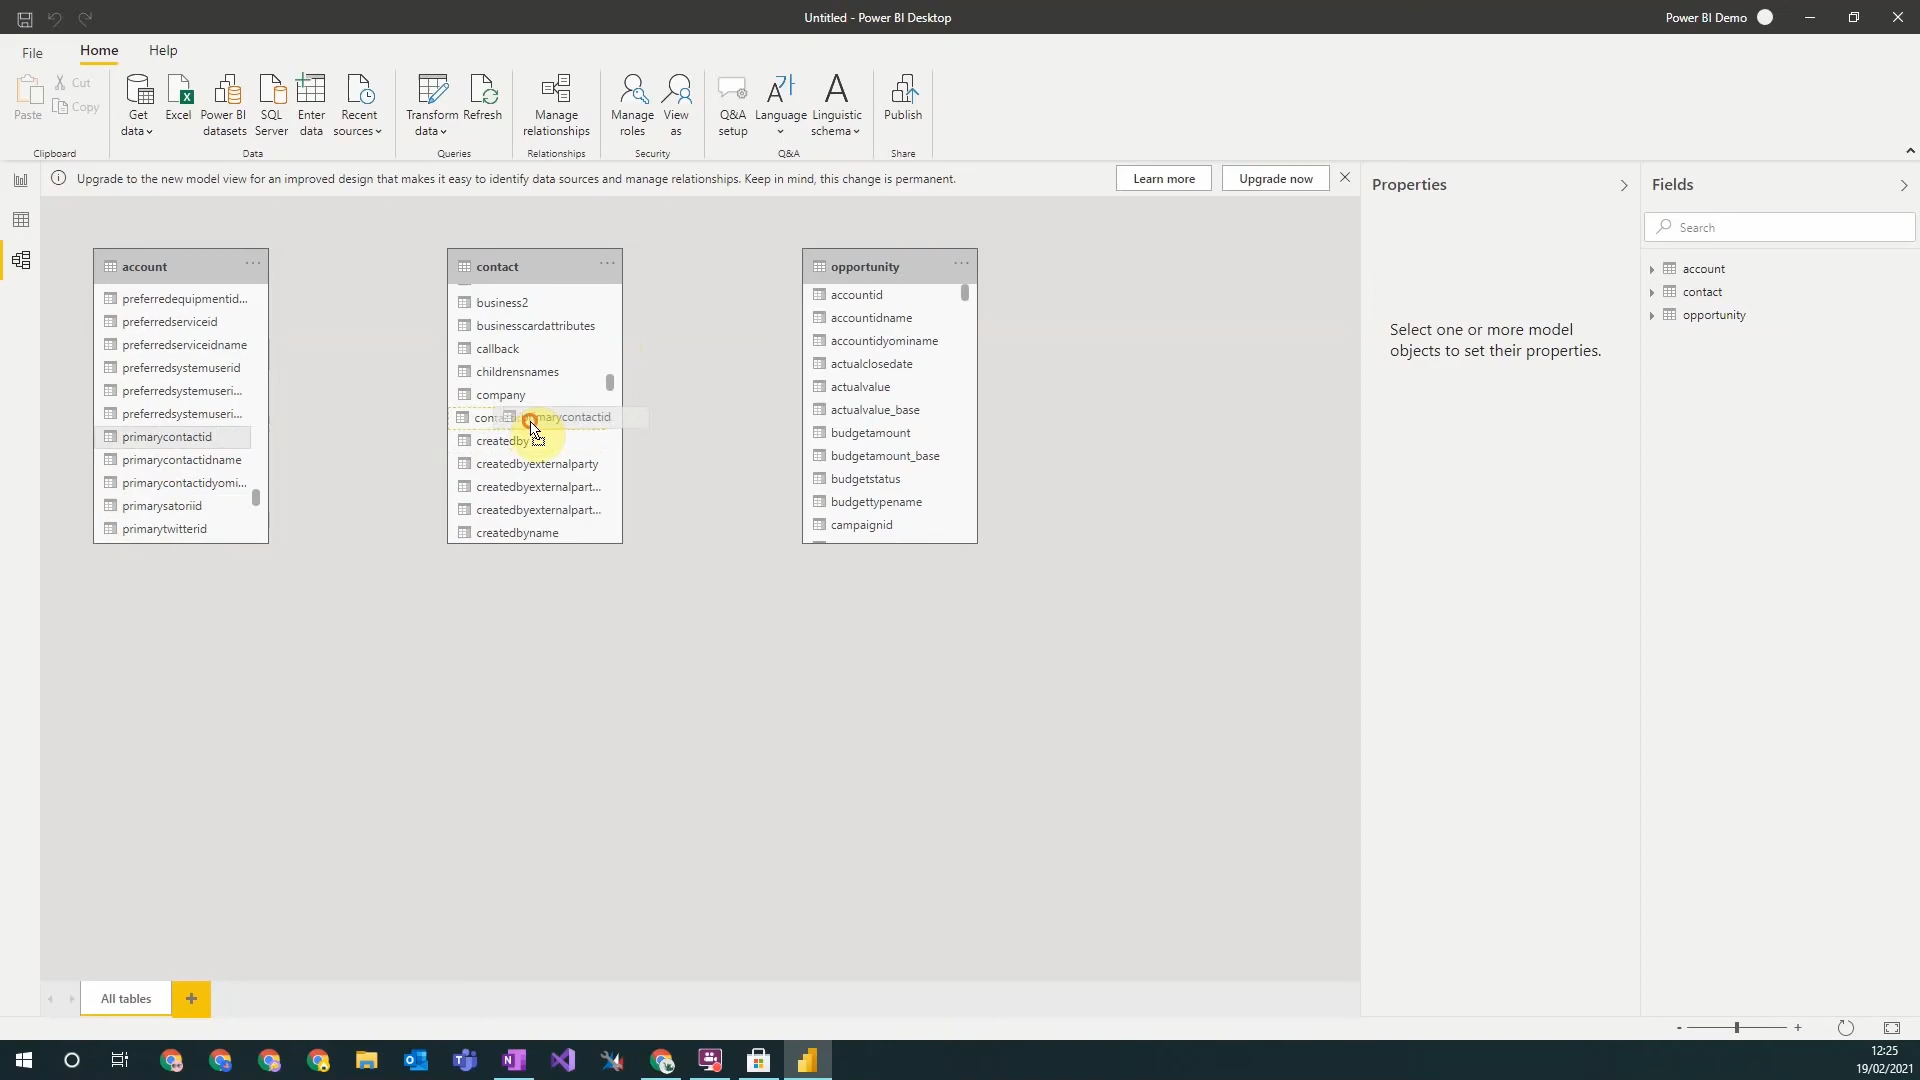 Untitled - Power BI Desktop
Power BI Demo
File
Home
Help
Paste
Cut
Copy
Get data
Excel
Power BI datasets
SQL Server
Enter data
Recent sources
Transform data
Refresh
Manage relationships
Manage roles
View as
Q&A setup
Language
Linguistic schema
Publish
Clipboard
Data
Queries
Relationships
Security
Q&A
Share
Upgrade to the new model view for an improved design that makes it easy to identify data sources and manage relationships. Keep in mind, this change is permanent.
Learn more
Upgrade now
account
preferredequipmentid...
preferredserviceid
preferredserviceidname
preferredsystemuserid
preferredsystemuseri...
preferredsystemuseri...
primarycontactid
primarycontactidname
primarycontactidyomi...
primarysatoriid
primarytwitterid
contact
business2
businesscardattributes
callback
childrensnames
company
createdby
createdbyexternalparty
createdbyexternalpart...
createdbyexternalpart...
createdbyname
opportunity
accountid
accountidname
accountidyominame
actualclosedate
actualvalue
actualvalue_base
budgetamount
budgetamount_base
budgetstatus
budgettypename
campaignid
Properties
Select one or more model
objects to set their properties.
Fields
Search
account
contact
opportunity
All tables
12:25
19/02/2021